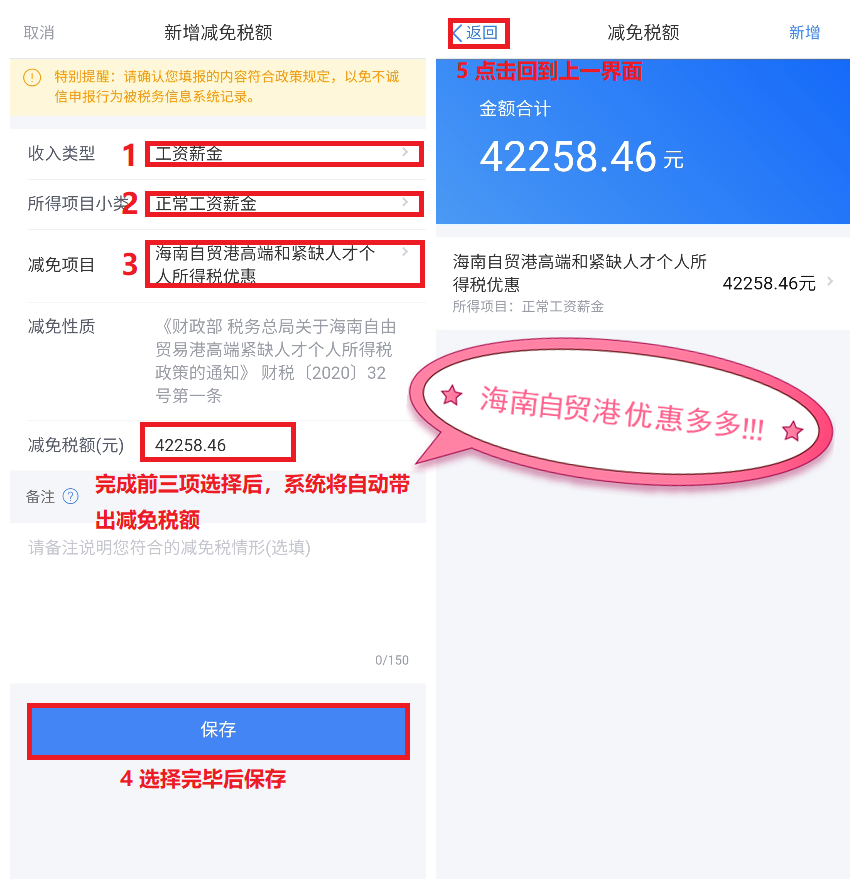 取消
新增减免税额
特别提醒：请确认您填报的内容符合政策规定，以免不诚
信申报行为被税务信息系统记录。
收入类型
1
工资薪金
所得项目小类
2
正常工资薪金
减免项目
3
海南自贸港高端和紧缺人才个
人所得税优惠
减免性质
《财政部 税务总局关于海南自由
贸易港高端紧缺人才个人所得税
政策的通知》 财税〔2020〕32
号第一条
减免税额(元)
42258.46
备注 ?
完成前三项选择后，系统将自动带
出减免税额
请备注说明您符合的减免税情形(选填)
0/150
保存
4 选择完毕后保存
返回
减免税额
新增
5 点击回到上一界面
金额合计
42258.46 元
海南自贸港高端和紧缺人才个人所
得税优惠
42258.46元
所得项目：正常工资薪金
海南自贸港优惠多多!!!